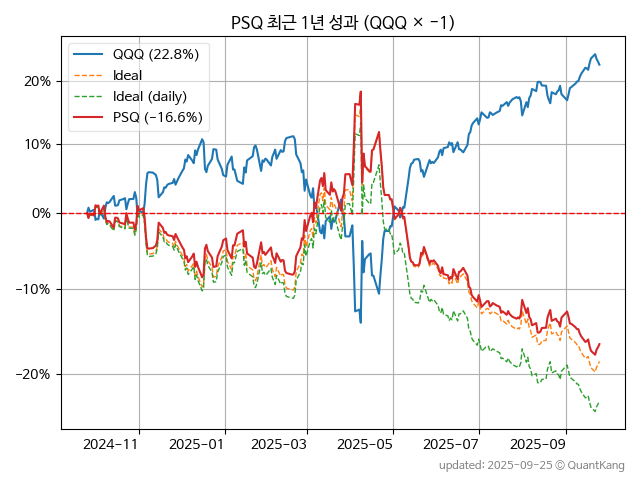 PSQ 최근 1년 성과 (QQQ × −1)
QQQ (22.8%)
Ideal
Ideal (daily)
PSQ (−16.6%)
20%
10%
0%
−10%
−20%
2024−11
2025−01
2025−03
2025−05
2025−07
2025−09
updated: 2025−09−25 ⓒ QuantKang